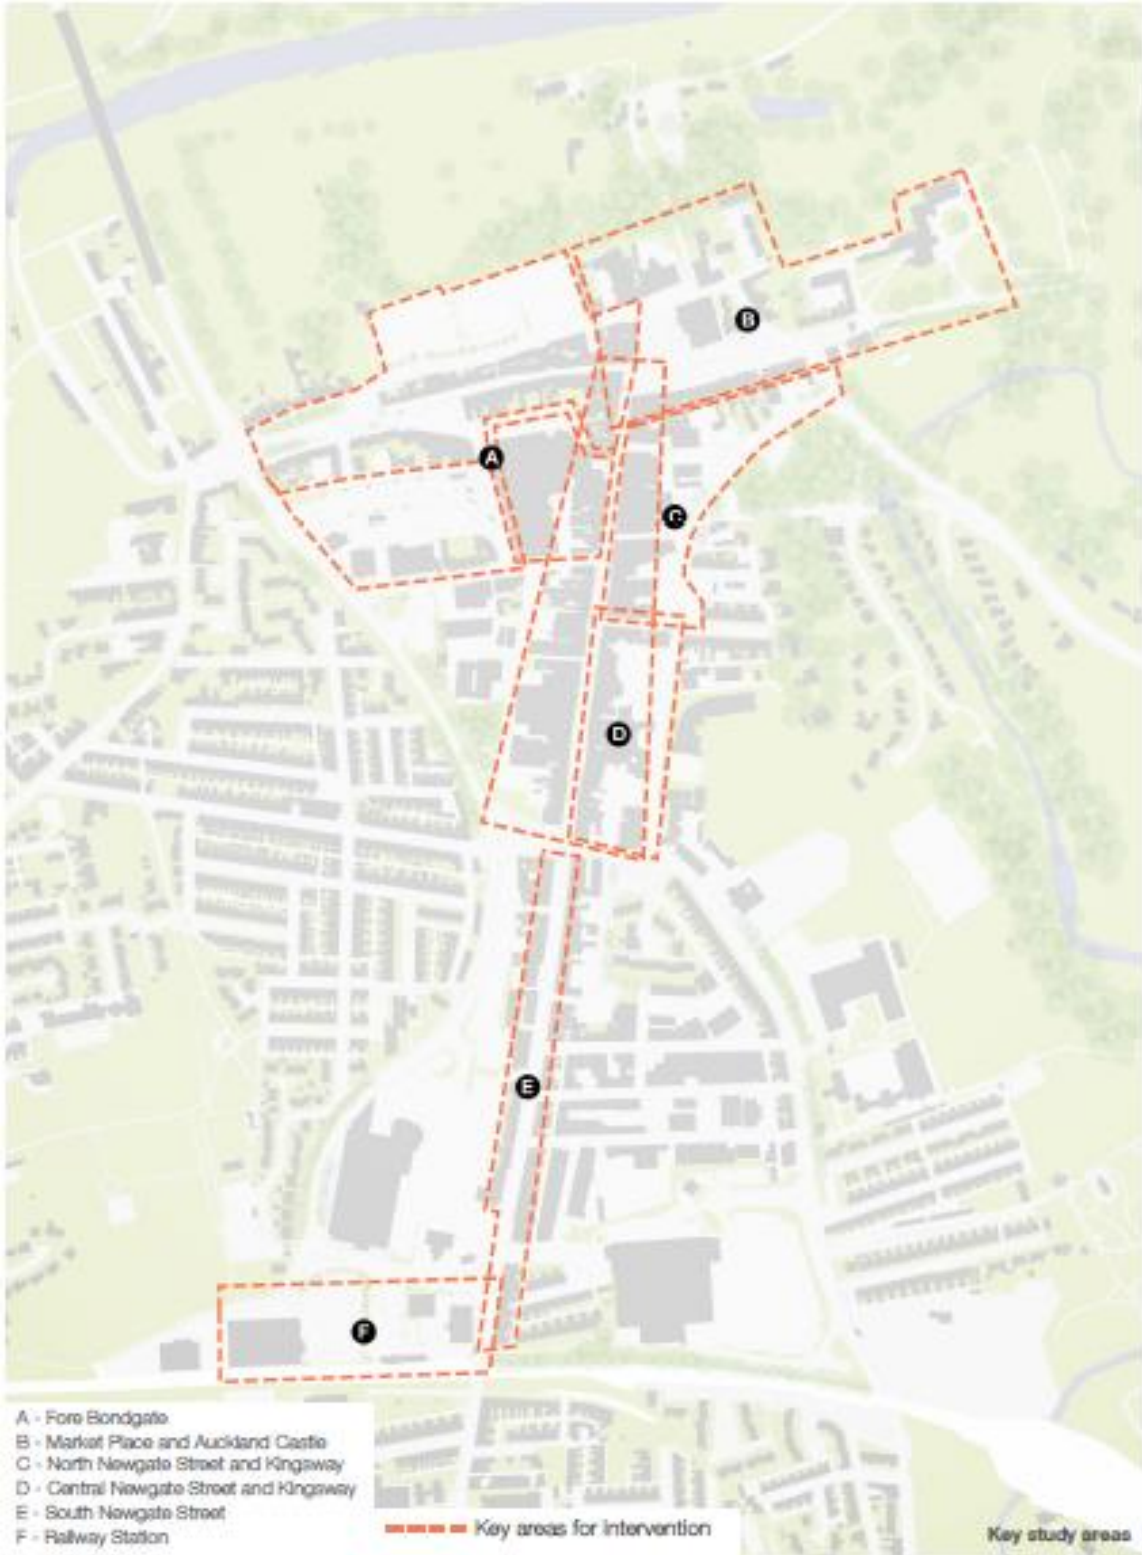 B
A
C
D
E
F
A - Fore Bondgate
B - Market Place and Auckland Castle
C - North Newgate Street and Kingsway
D - Central Newgate Street and Kingsway
E - South Newgate Street
F - Railway Station
Key areas for intervention
Key study areas